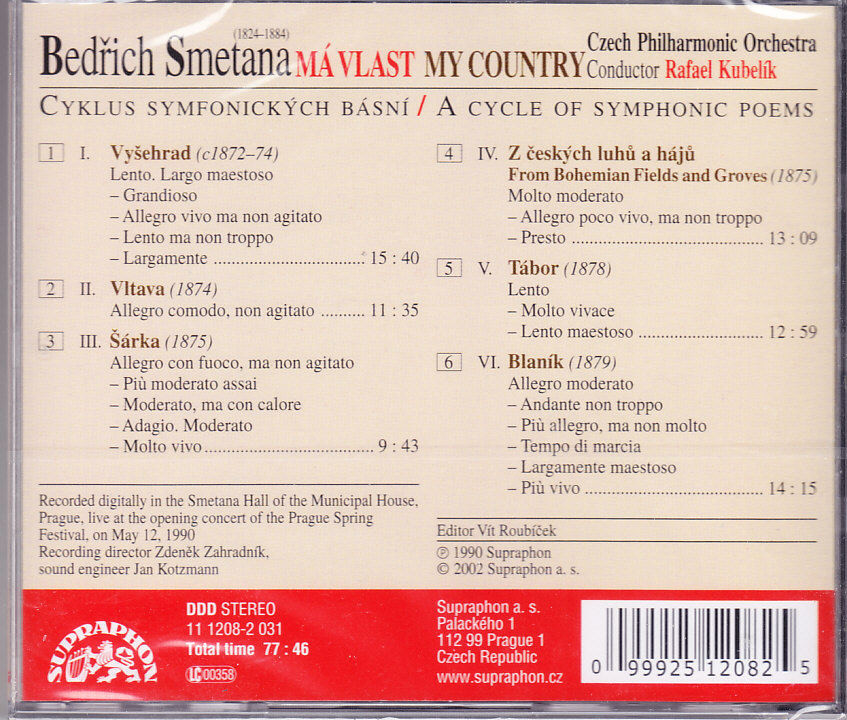 (1824–1884)
Bedřich Smetana MÁ VLAST MY COUNTRY Czech Philharmonic Orchestra
Conductor Rafael Kubelík
CYKLUS SYMFONICKÝCH BÁSNÍ / A CYCLE OF SYMPHONIC POEMS
1 I. Vyšehrad (c1872–74)
Lento. Largo maestoso
– Grandioso
– Allegro vivo ma non agitato
– Lento ma non troppo
– Largamente .......................... 15 : 40
2 II. Vltava (1874)
Allegro comodo, non agitato .......... 11 : 35
3 III. Šárka (1875)
Allegro con fuoco, ma non agitato
– Più moderato assai
– Moderato, ma con calore
– Adagio. Moderato
– Molto vivo .................................... 9 : 43
4 IV. Z českých luhů a hájů
From Bohemian Fields and Groves (1875)
Molto moderato
– Allegro poco vivo, ma non troppo
– Presto .......................................... 13 : 09
5 V. Tábor (1878)
Lento
– Molto vivace
– Lento maestoso ........................... 12 : 59
6 VI. Blaník (1879)
Allegro moderato
– Andante non troppo
– Più allegro, ma non molto
– Tempo di marcia
– Largamente maestoso
– Più vivo ....................................... 14 : 15
Recorded digitally in the Smetana Hall of the Municipal House,
Prague, live at the opening concert of the Prague Spring
Festival, on May 12, 1990
Recording director Zdeněk Zahradník,
sound engineer Jan Kotzmann
Editor Vít Roubíček
℗ 1990 Supraphon
© 2002 Supraphon a. s.
SUPRAPHON
DDD STEREO
11 1208-2 031
Total time 77 : 46
LC 00358
Supraphon a. s.
Palackého 1
112 99 Prague 1
Czech Republic
www.supraphon.cz
0 99925 12082 5